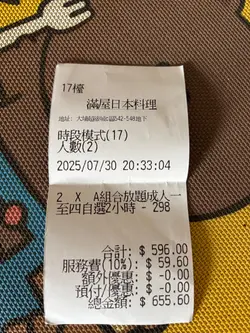 17檯
滿屋日本料理
時段模式(17)
人數(2)
2025/07/30 20:33:04
2 X A組合放題成人一
至四自選2小時 - 298
合計: $ 596.00
服務費(10%): $ 59.60
額外優惠: $ -0.00
預付/優惠: $ -0.00
總金額: $ 655.60